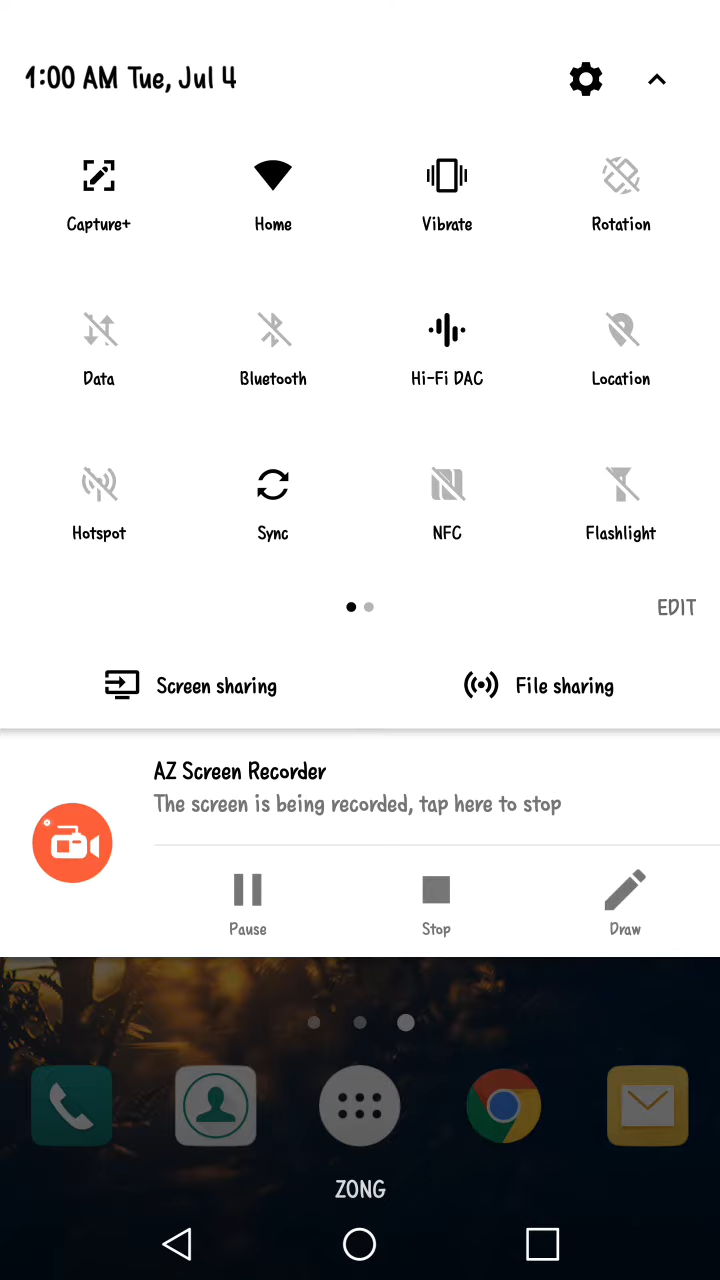 1:00 AM Tue, Jul 4
Capture+ Home Vibrate Rotation
Data Bluetooth Hi-Fi DAC Location
Hotspot Sync NFC Flashlight
EDIT
Screen sharing File sharing
AZ Screen Recorder
The screen is being recorded, tap here to stop
Pause Stop Draw
ZONG